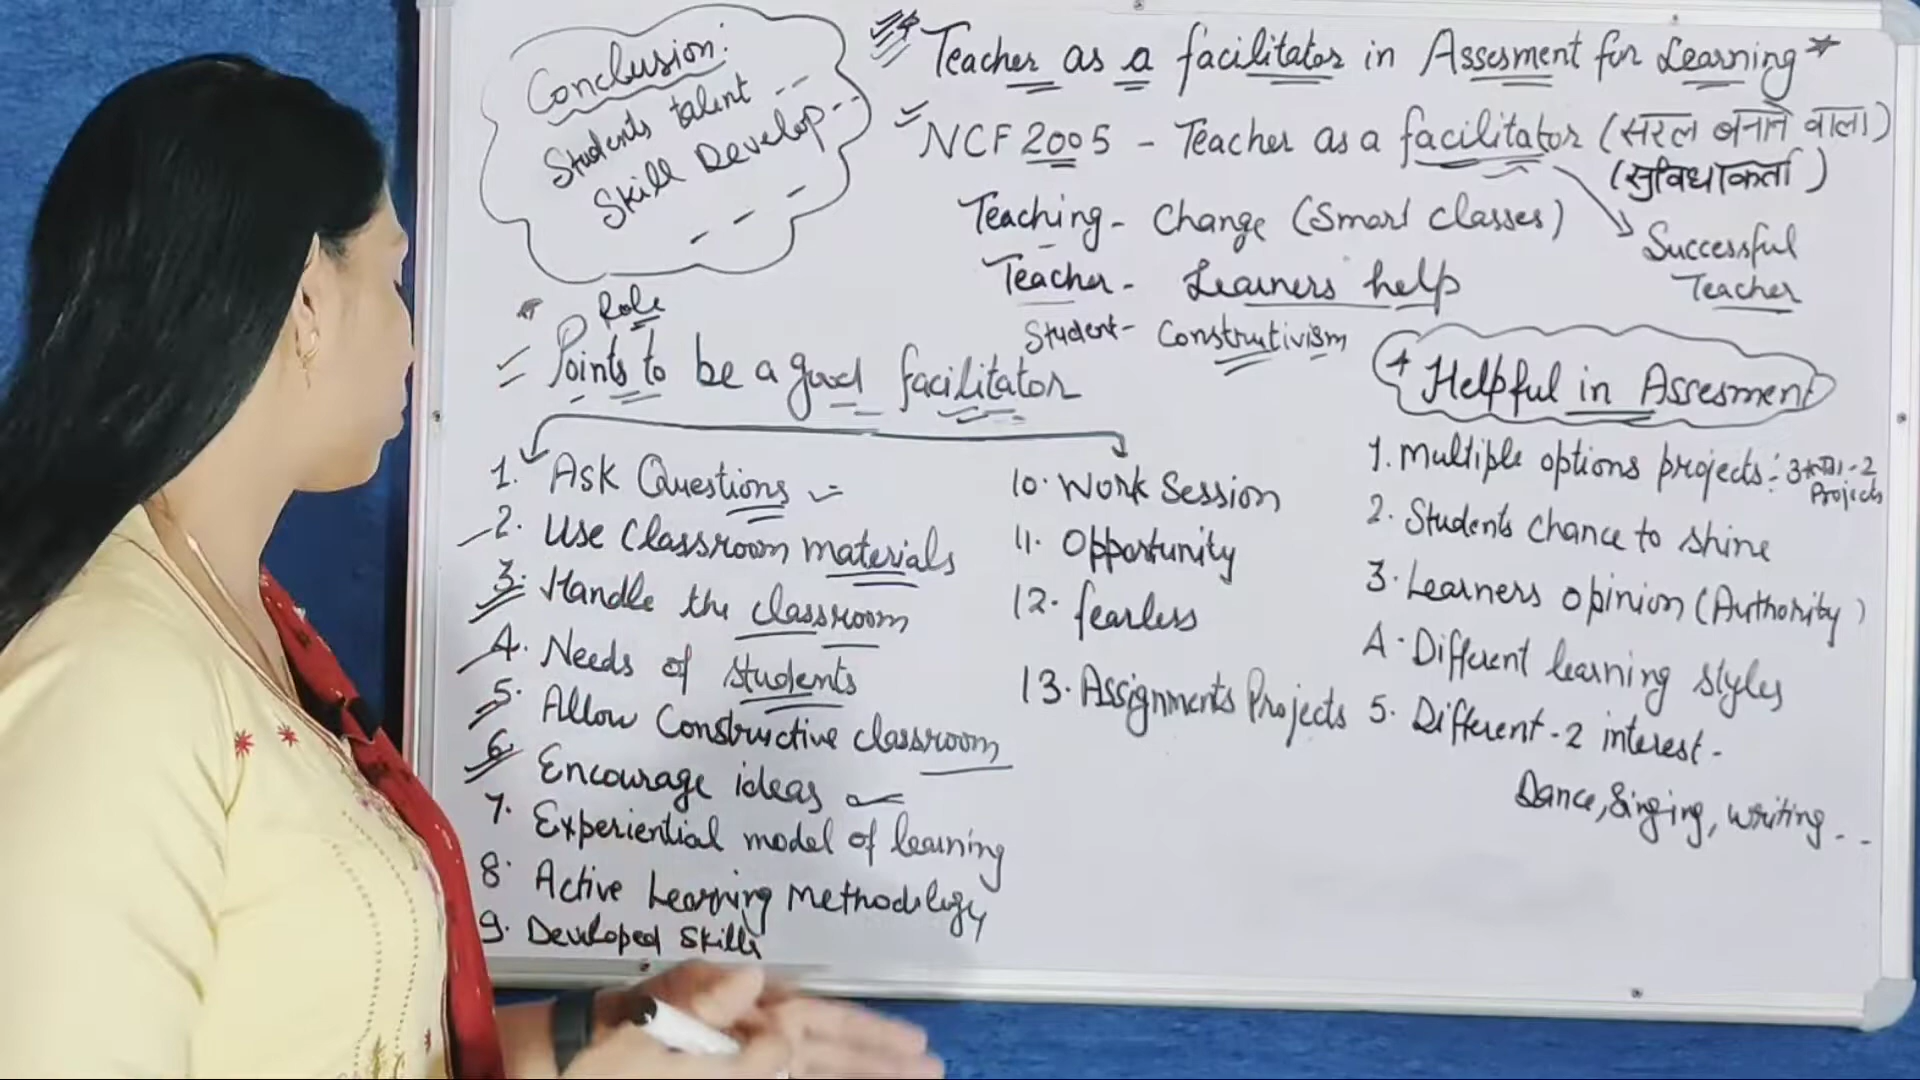 Teacher as a facilitator in Assesment for Learning *
NCF 2005 - Teacher as a facilitator (सरल बनाने वाला)
(सुविधाकर्ता)
Successful
Teacher
Teaching - Change (Smart classes)
Teacher - Learners help
Student - Construtivism
Conclusion:
Students talent --
Skill Develop--
Role
Points to be a good facilitator
1. Ask Questions
2. Use Classroom materials
3. Handle the classroom
4. Needs of students
5. Allow Constructive classroom
6. Encourage ideas
7. Experiential model of learning
8. Active Learning Methodology
9. Developed Skills
10. Work Session
11. Opportunity
12. fearless
13. Assignments Projects
Helpful in Assesment
1. Multiple options projects:
Projects
2. Students chance to shine
3. Learners opinion (Authority)
4. Different learning styles
5. Different-2 interest -
Dance, Singing, writing - -